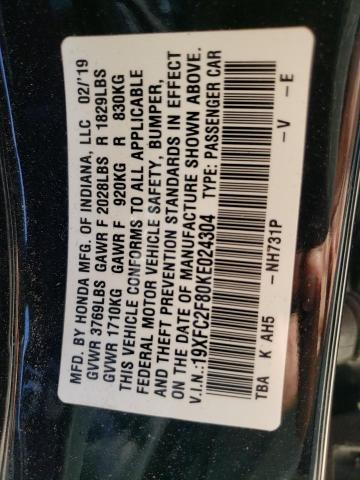 MFD. BY HONDA MFG. OF INDIANA, LLC 02/'19
GVWR 3769LBS GAWR F 2028LBS R 1829LBS
GVWR 1710KG GAWR F 920KG R 830KG
THIS VEHICLE CONFORMS TO ALL APPLICABLE
FEDERAL MOTOR VEHICLE SAFETY, BUMPER,
AND THEFT PREVENTION STANDARDS IN EFFECT
ON THE DATE OF MANUFACTURE SHOWN ABOVE.
V.I.N.:19XFC2F80KE024304 TYPE: PASSENGER CAR
TBA K AH5 -V -E
-NH731P